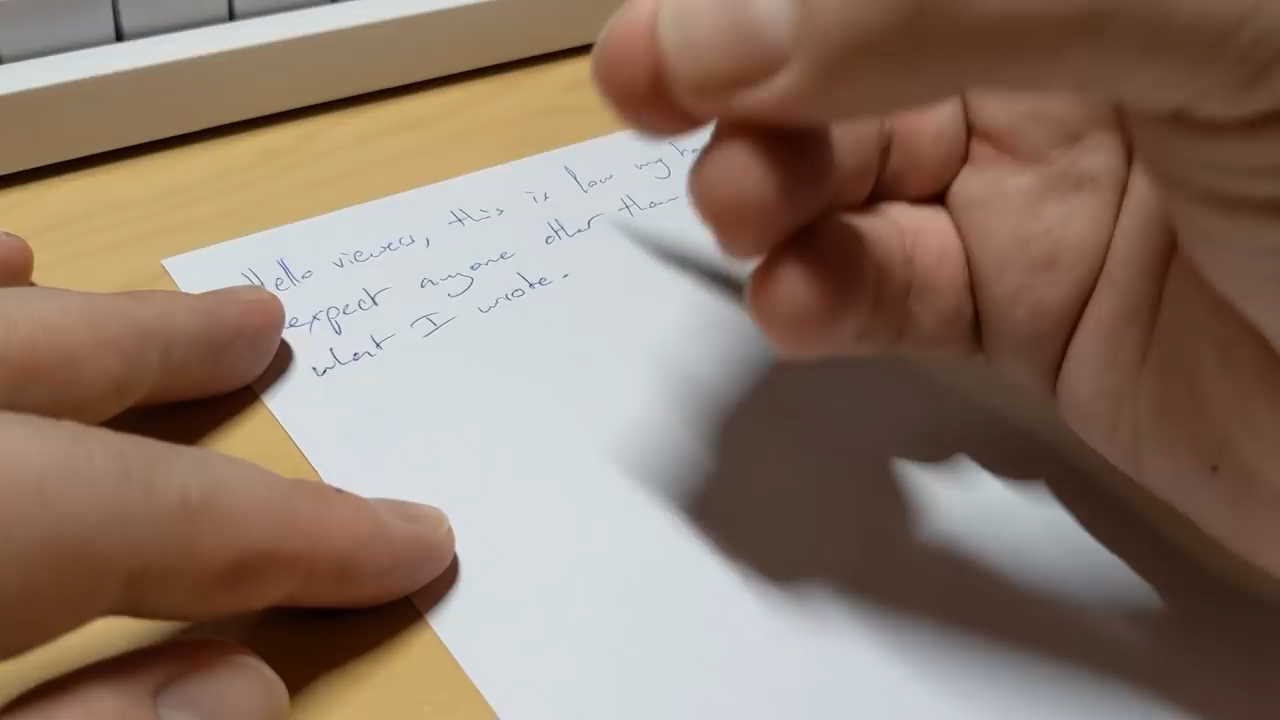 Hello viewers, this is how my
expect anyone other than
what I wrote.